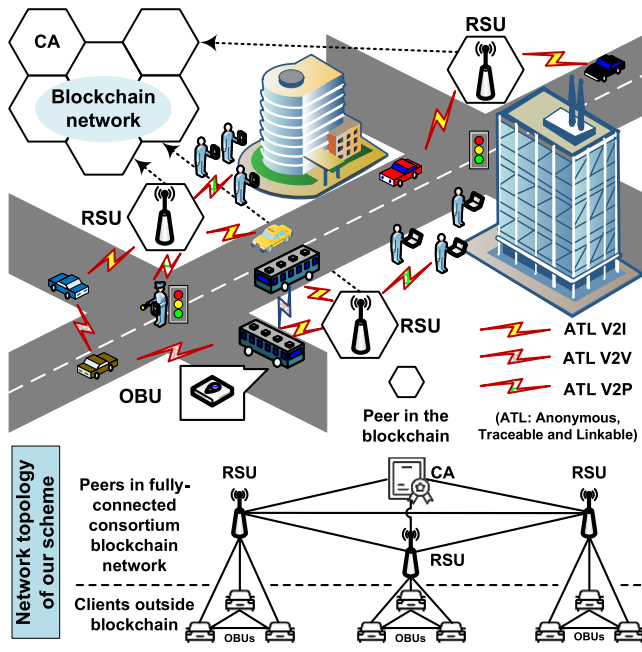 RSU
CA
Blockchain
network
RSU
RSU
OBU
ATL V2I
ATL V2V
ATL V2P
(ATL: Anonymous,
Traceable and Linkable)
Peer in the
blockchain
Network topology
of our scheme
Peers in fully-
connected
consortium
blockchain
network
Clients outside
blockchain
RSU
CA
RSU
RSU
OBUs
OBUs
OBUs